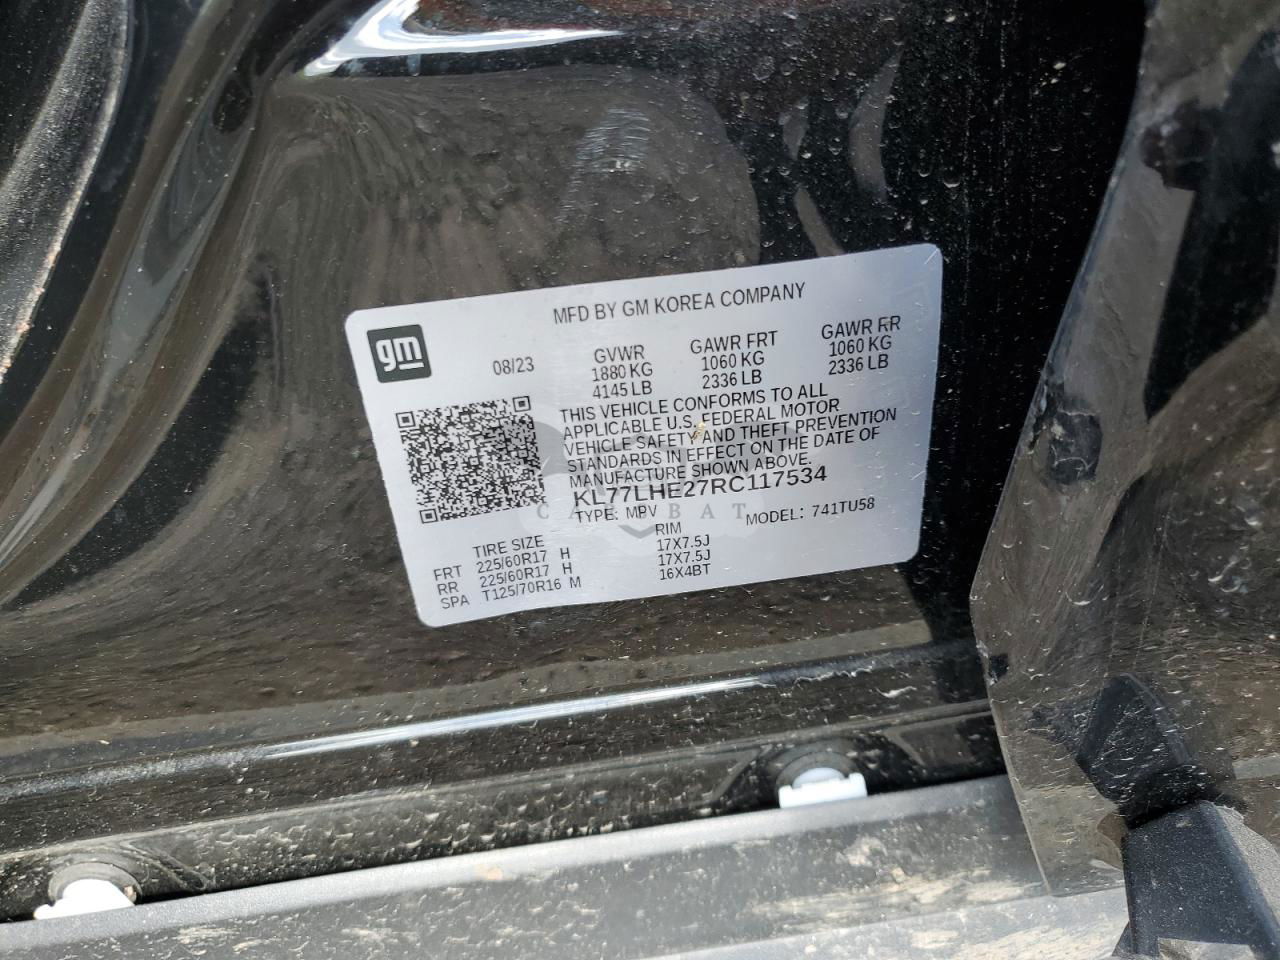 MFD BY GM KOREA COMPANY
gm
08/23
GVWR GAWR FRT GAWR RR
1880 KG 1060 KG 1060 KG
4145 LB 2336 LB 2336 LB
THIS VEHICLE CONFORMS TO ALL
APPLICABLE U.S. FEDERAL MOTOR
VEHICLE SAFETY AND THEFT PREVENTION
STANDARDS IN EFFECT ON THE DATE OF
MANUFACTURE SHOWN ABOVE.
KL77LHE27RC117534
TYPE: MPV MODEL: 741TU58
TIRE SIZE RIM
FRT 225/60R17 H 17X7.5J
RR 225/60R17 H 17X7.5J
SPA T125/70R16 M 16X4BT